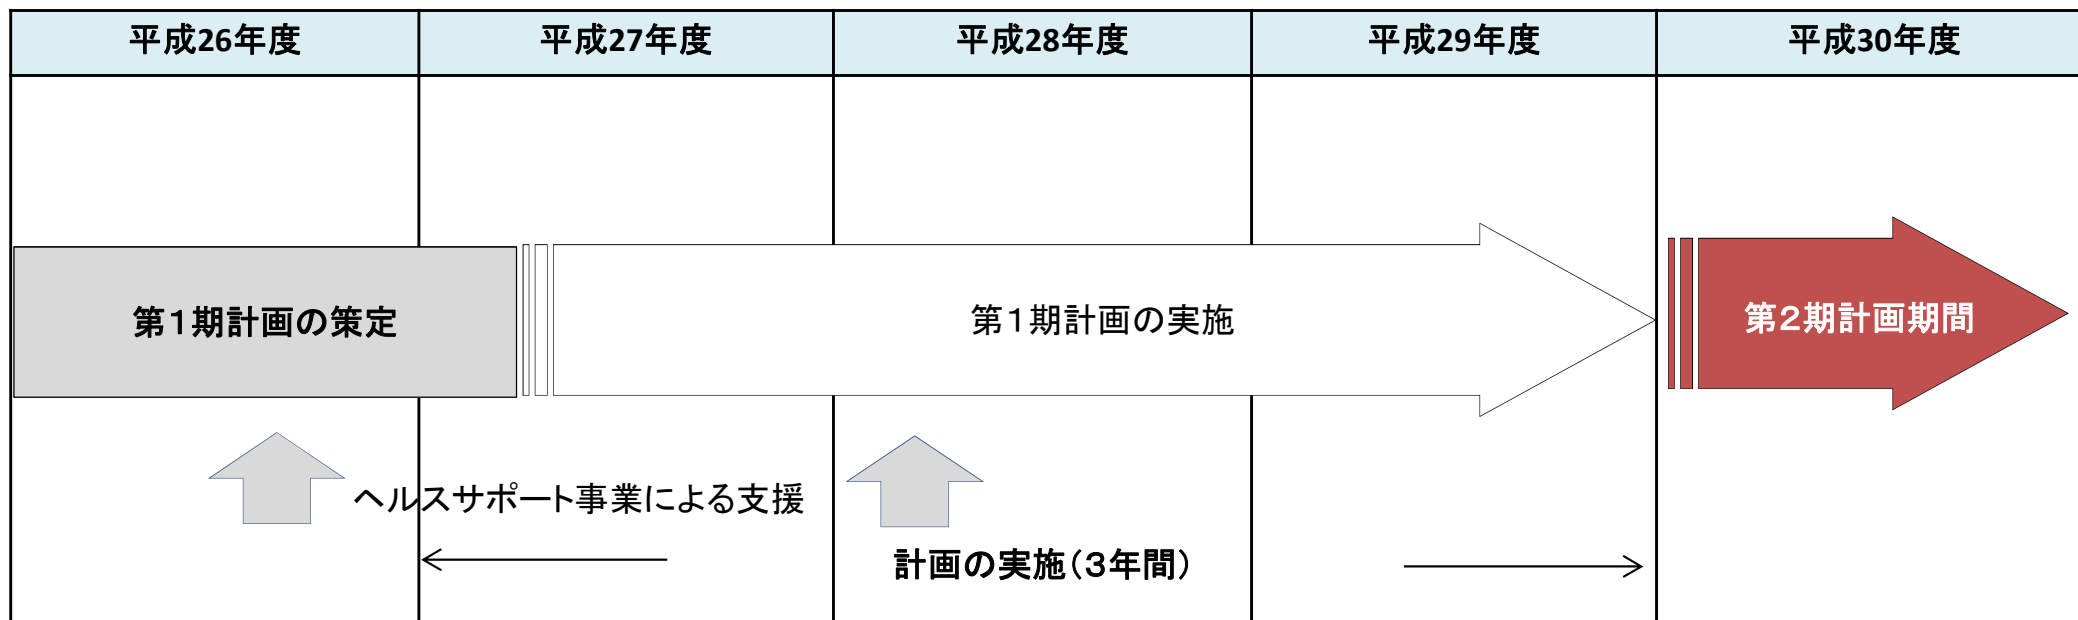 平成26年度
平成27年度
平成28年度
平成29年度
平成30年度
第１期計画の策定
第１期計画の実施
第２期計画期間
ヘルスサポート事業による支援
計画の実施（３年間）